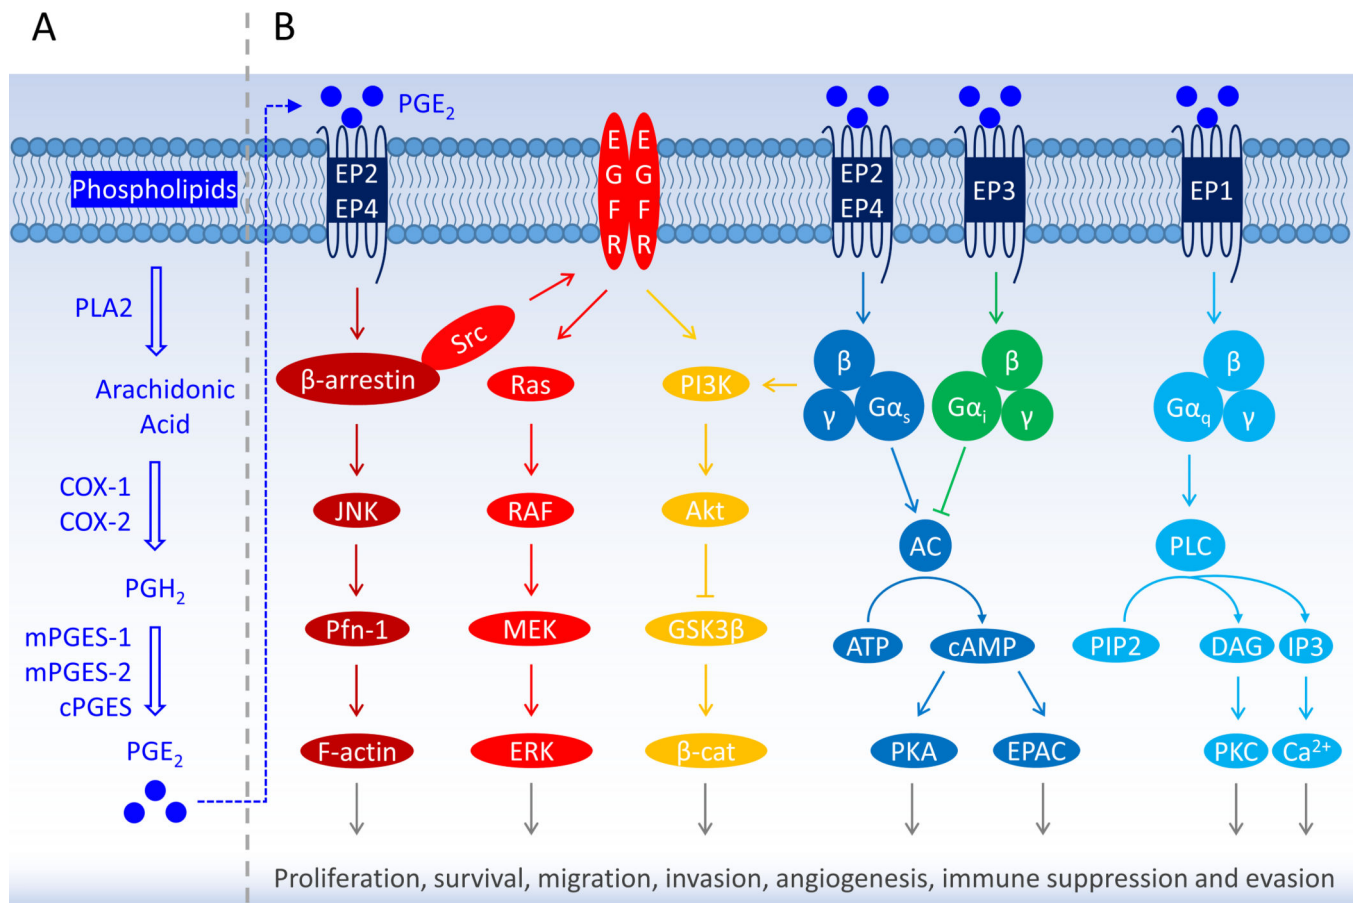 A
B
PGE₂
Phospholipids
EP2
EP4
EGFR
EGFR
EP2
EP4
EP3
EP1
PLA2
Arachidonic
Acid
COX-1
COX-2
PGH₂
mPGES-1
mPGES-2
cPGES
PGE₂
β-arrestin
Src
JNK
Pfn-1
F-actin
Ras
RAF
MEK
ERK
PI3K
Akt
GSK3β
β-cat
β
γ
Gαs
β
Gαi
γ
AC
ATP
cAMP
PKA
EPAC
β
Gαq
γ
PLC
PIP2
DAG
IP3
PKC
Ca²⁺
Proliferation, survival, migration, invasion, angiogenesis, immune suppression and evasion